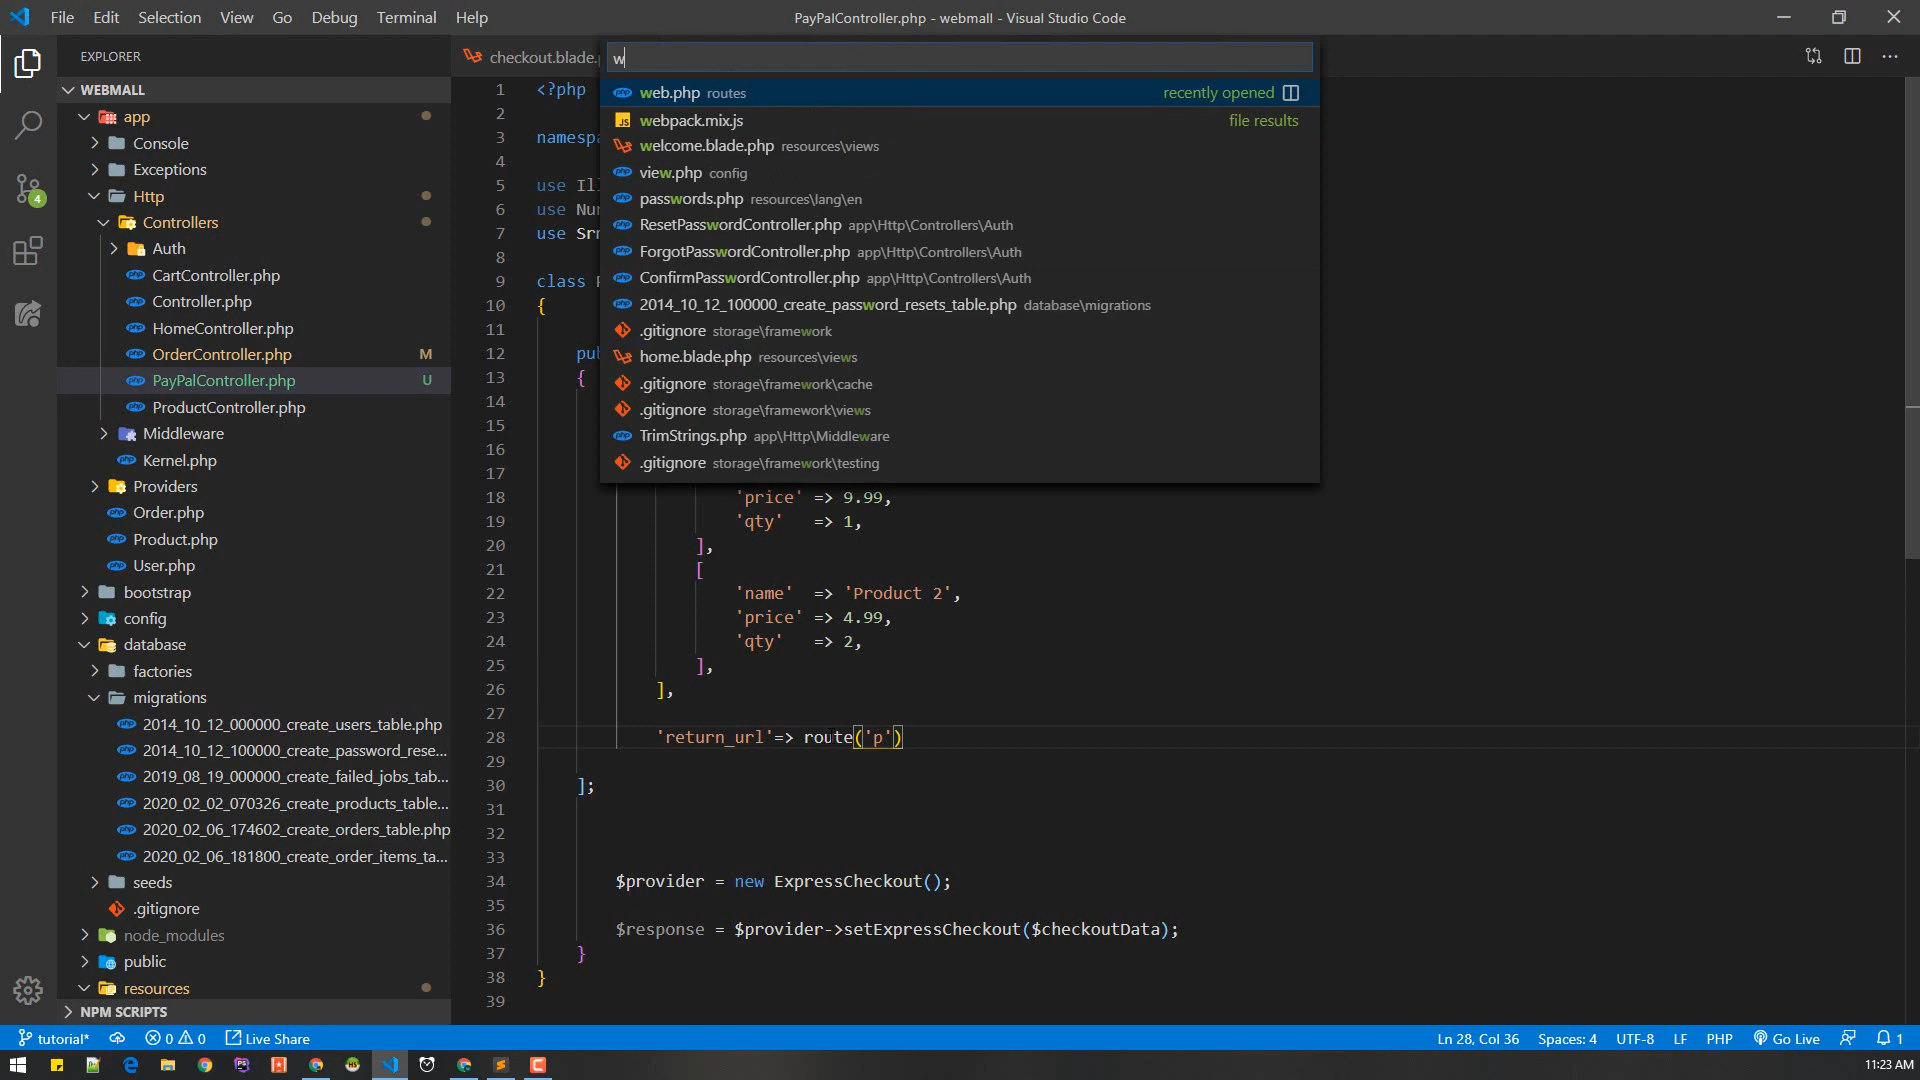 File Edit Selection View Go Debug Terminal Help
PayPalController.php - webmall - Visual Studio Code
EXPLORER
WEBMALL
app
Console
Exceptions
Http
Controllers
Auth
CartController.php
Controller.php
HomeController.php
OrderController.php M
PayPalController.php U
ProductController.php
Middleware
Kernel.php
Providers
Order.php
Product.php
User.php
bootstrap
config
database
factories
migrations
2014_10_12_000000_create_users_table.php
2014_10_12_100000_create_password_rese...
2019_08_19_000000_create_failed_jobs_tab...
2020_02_02_070326_create_products_table...
2020_02_06_174602_create_orders_table.php
2020_02_06_181800_create_order_items_ta...
seeds
.gitignore
node_modules
public
resources
NPM SCRIPTS
4
checkout.blade.
w
web.php routes recently opened
webpack.mix.js file results
welcome.blade.php resources\views
view.php config
passwords.php resources\lang\en
ResetPasswordController.php app\Http\Controllers\Auth
ForgotPasswordController.php app\Http\Controllers\Auth
ConfirmPasswordController.php app\Http\Controllers\Auth
2014_10_12_100000_create_password_resets_table.php database\migrations
.gitignore storage\framework
home.blade.php resources\views
.gitignore storage\framework\cache
.gitignore storage\framework\views
TrimStrings.php app\Http\Middleware
.gitignore storage\framework\testing
1 <?php
2
3 namespa
4
5 use Il
6 use Nu
7 use Sr
8
9 class
10 {
11
12 pu
13 {
14
15
16
17
18 'price' => 9.99,
19 'qty' => 1,
20 ],
21 [
22 'name' => 'Product 2',
23 'price' => 4.99,
24 'qty' => 2,
25 ],
26 ],
27
28 'return_url'=> route('p')
29
30 ];
31
32
33
34 $provider = new ExpressCheckout();
35
36 $response = $provider->setExpressCheckout($checkoutData);
37 }
38 }
39
tutorial* 0 0 Live Share
Ln 28, Col 36 Spaces: 4 UTF-8 LF PHP Go Live 1
11:23 AM